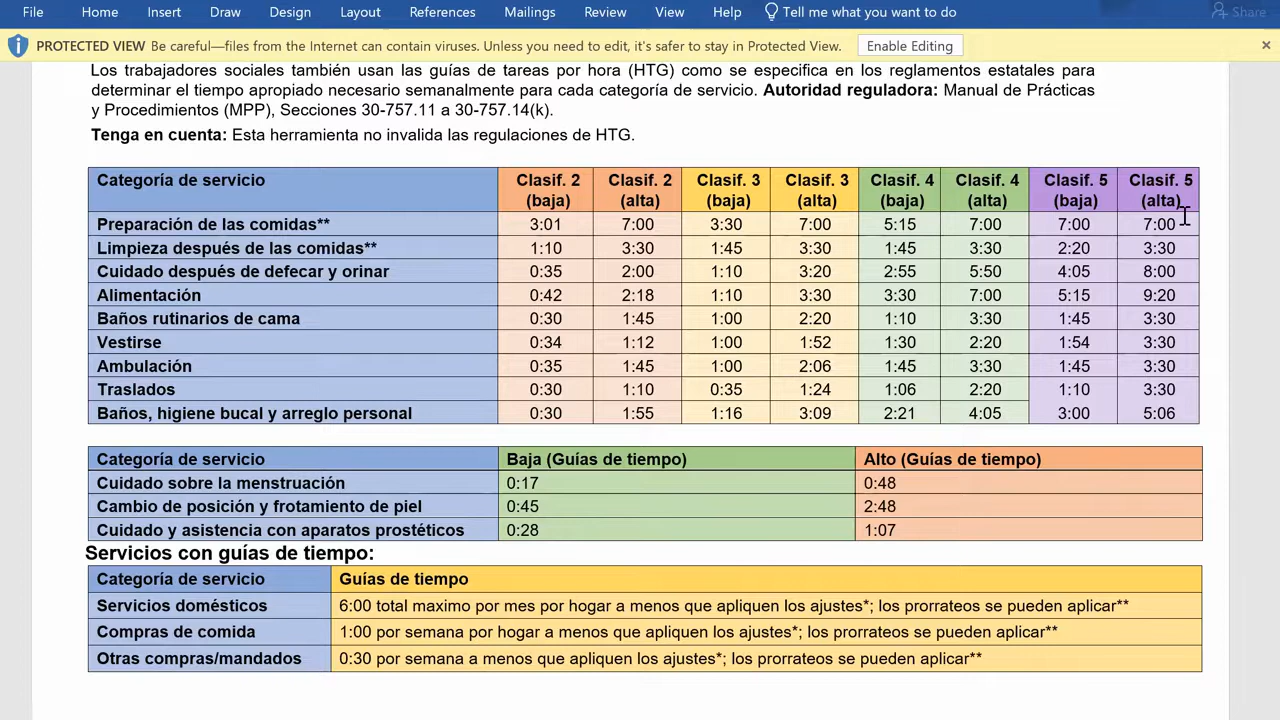 File Home Insert Draw Design Layout References Mailings Review View Help Tell me what you want to do Share
PROTECTED VIEW Be careful—files from the Internet can contain viruses. Unless you need to edit, it's safer to stay in Protected View. Enable Editing
Los trabajadores sociales también usan las guías de tareas por hora (HTG) como se especifica en los reglamentos estatales para
determinar el tiempo apropiado necesario semanalmente para cada categoría de servicio. Autoridad reguladora: Manual de Prácticas
y Procedimientos (MPP), Secciones 30-757.11 a 30-757.14(k).
Tenga en cuenta: Esta herramienta no invalida las regulaciones de HTG.
Categoría de servicio Clasif. 2 Clasif. 2 Clasif. 3 Clasif. 3 Clasif. 4 Clasif. 4 Clasif. 5 Clasif. 5
(baja) (alta) (baja) (alta) (baja) (alta) (baja) (alta)
Preparación de las comidas** 3:01 7:00 3:30 7:00 5:15 7:00 7:00 7:00
Limpieza después de las comidas** 1:10 3:30 1:45 3:30 1:45 3:30 2:20 3:30
Cuidado después de defecar y orinar 0:35 2:00 1:10 3:20 2:55 5:50 4:05 8:00
Alimentación 0:42 2:18 1:10 3:30 3:30 7:00 5:15 9:20
Baños rutinarios de cama 0:30 1:45 1:00 2:20 1:10 3:30 1:45 3:30
Vestirse 0:34 1:12 1:00 1:52 1:30 2:20 1:54 3:30
Ambulación 0:35 1:45 1:00 2:06 1:45 3:30 1:45 3:30
Traslados 0:30 1:10 0:35 1:24 1:06 2:20 1:10 3:30
Baños, higiene bucal y arreglo personal 0:30 1:55 1:16 3:09 2:21 4:05 3:00 5:06
Categoría de servicio Baja (Guías de tiempo) Alto (Guías de tiempo)
Cuidado sobre la menstruación 0:17 0:48
Cambio de posición y frotamiento de piel 0:45 2:48
Cuidado y asistencia con aparatos prostéticos 0:28 1:07
Servicios con guías de tiempo:
Categoría de servicio Guías de tiempo
Servicios domésticos 6:00 total maximo por mes por hogar a menos que apliquen los ajustes*; los prorrateos se pueden aplicar**
Compras de comida 1:00 por semana por hogar a menos que apliquen los ajustes*; los prorrateos se pueden aplicar**
Otras compras/mandados 0:30 por semana a menos que apliquen los ajustes*; los prorrateos se pueden aplicar**